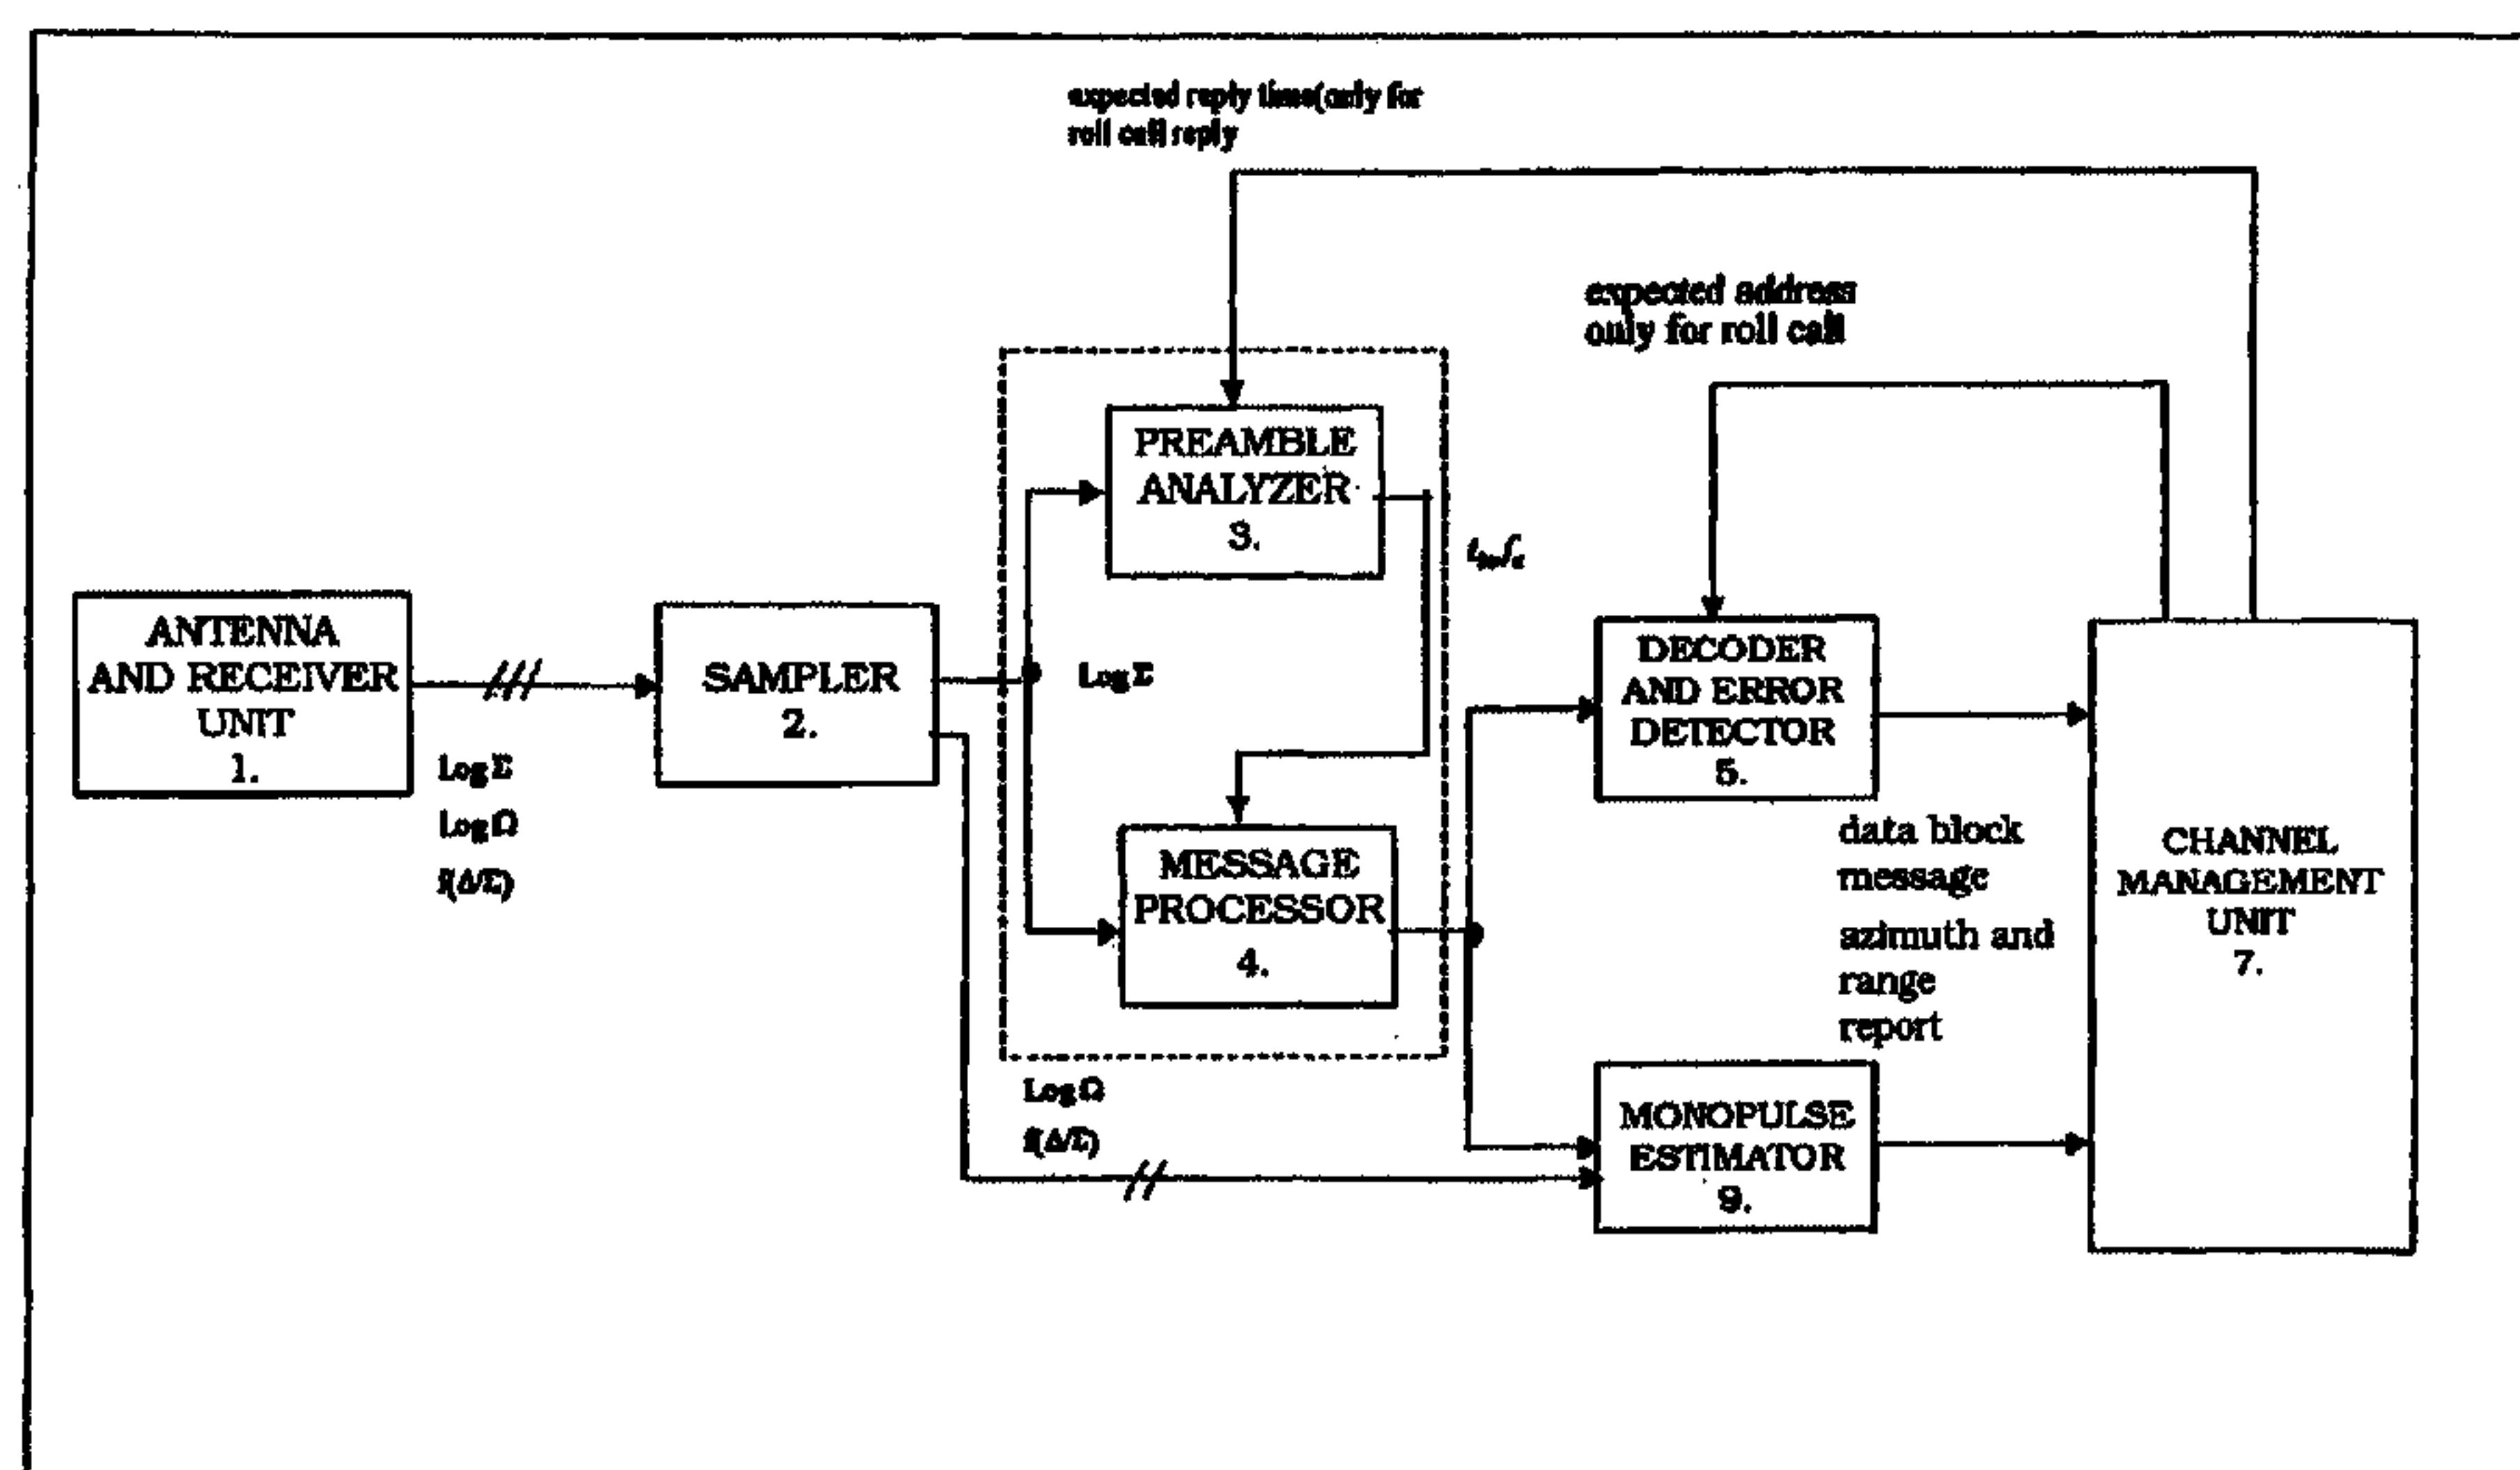 expected reply time(only for
roll call reply
expected address
only for roll call
PREAMBLE
ANALYZER
3.
ANTENNA
AND RECEIVER
UNIT
1.
SAMPLER
2.
Log Σ
DECODER
AND ERROR
DETECTOR
5.
Log Σ
Log Ω
f(Δ/Σ)
MESSAGE
PROCESSOR
4.
data block
message
azimuth and
range
report
CHANNEL
MANAGEMENT
UNIT
7.
Log Ω
f(Δ/Σ)
MONOPULSE
ESTIMATOR
9.